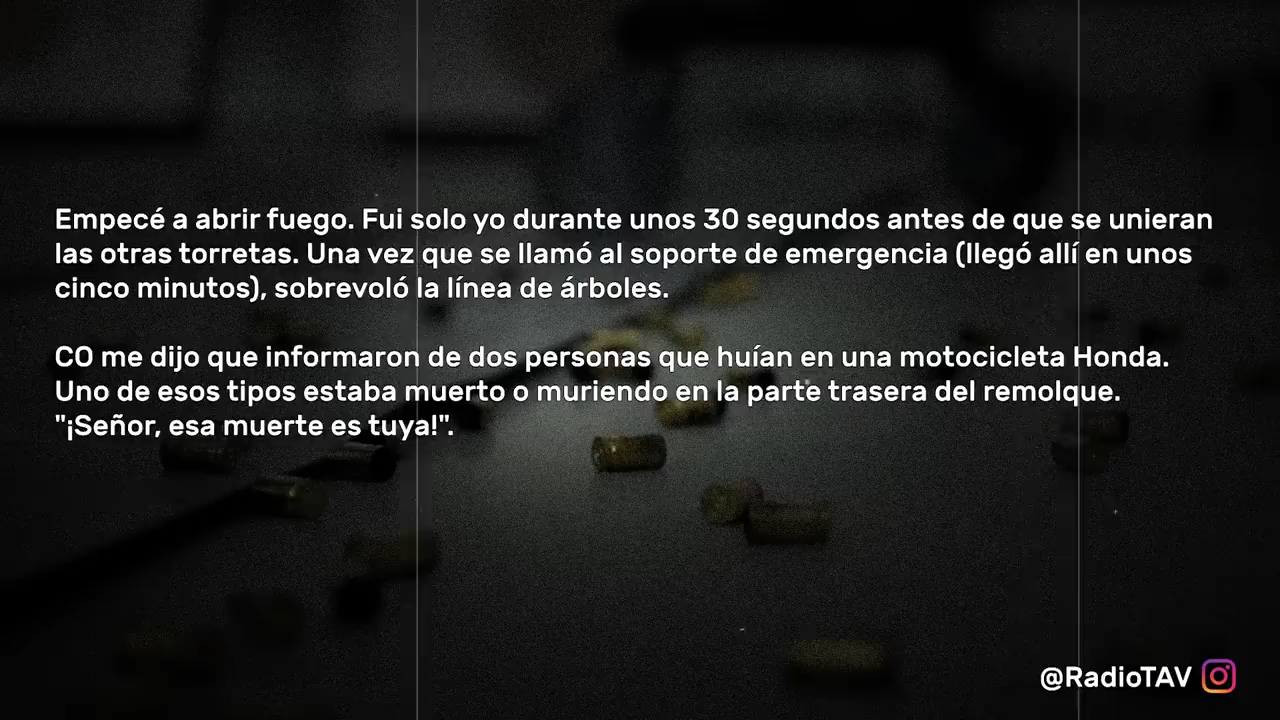 Empecé a abrir fuego. Fui solo yo durante unos 30 segundos antes de que se unieran
las otras torretas. Una vez que se llamó al soporte de emergencia (llegó allí en unos
cinco minutos), sobrevoló la línea de árboles.
CO me dijo que informaron de dos personas que huían en una motocicleta Honda.
Uno de esos tipos estaba muerto o muriendo en la parte trasera del remolque.
"¡Señor, esa muerte es tuya!".
@RadioTAV